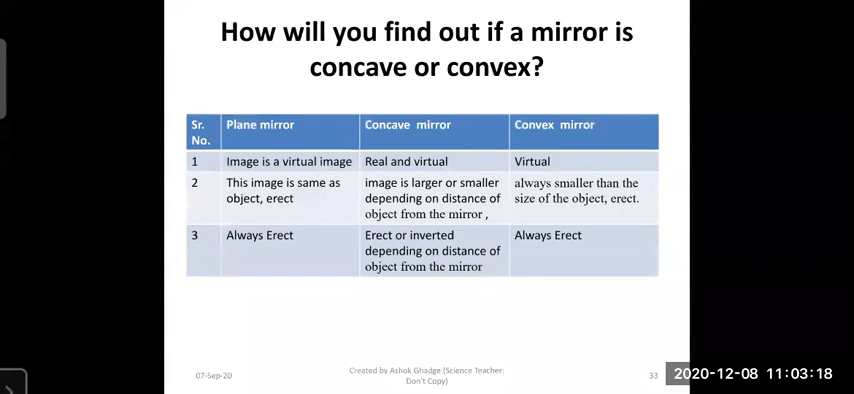 How will you find out if a mirror is
concave or convex?
Sr. No. Plane mirror Concave mirror Convex mirror
1 Image is a virtual image Real and virtual Virtual
2 This image is same as object, erect image is larger or smaller depending on distance of object from the mirror , always smaller than the size of the object, erect.
3 Always Erect Erect or inverted depending on distance of object from the mirror Always Erect
07-Sep-20
Created by Ashok Ghadge (Science Teacher:
Don't Copy)
33
2020-12-08 11:03:18